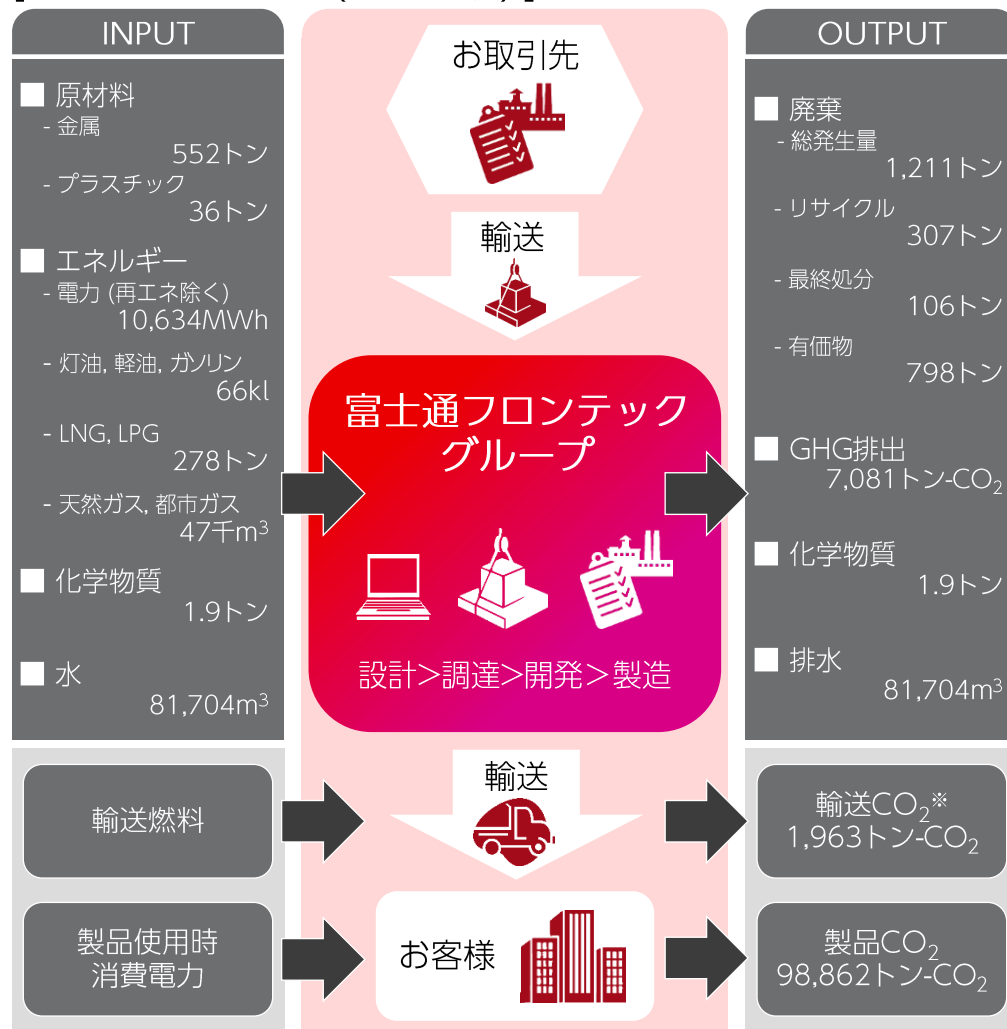 INPUT
■ 原材料
- 金属
552トン
- プラスチック
36トン
■ エネルギー
- 電力 (再エネ除く)
10,634MWh
- 灯油, 軽油, ガソリン
66kl
- LNG, LPG
278トン
- 天然ガス, 都市ガス
47千m³
■ 化学物質
1.9トン
■ 水
81,704m³
輸送燃料
製品使用時
消費電力
お取引先
輸送
富士通フロンテック
グループ
設計>調達>開発>製造
輸送
お客様
OUTPUT
■ 廃棄
- 総発生量
1,211トン
- リサイクル
307トン
- 最終処分
106トン
- 有価物
798トン
■ GHG排出
7,081トン-CO₂
■ 化学物質
1.9トン
■ 排水
81,704m³
輸送CO₂※
1,963トン-CO₂
製品CO₂
98,862トン-CO₂